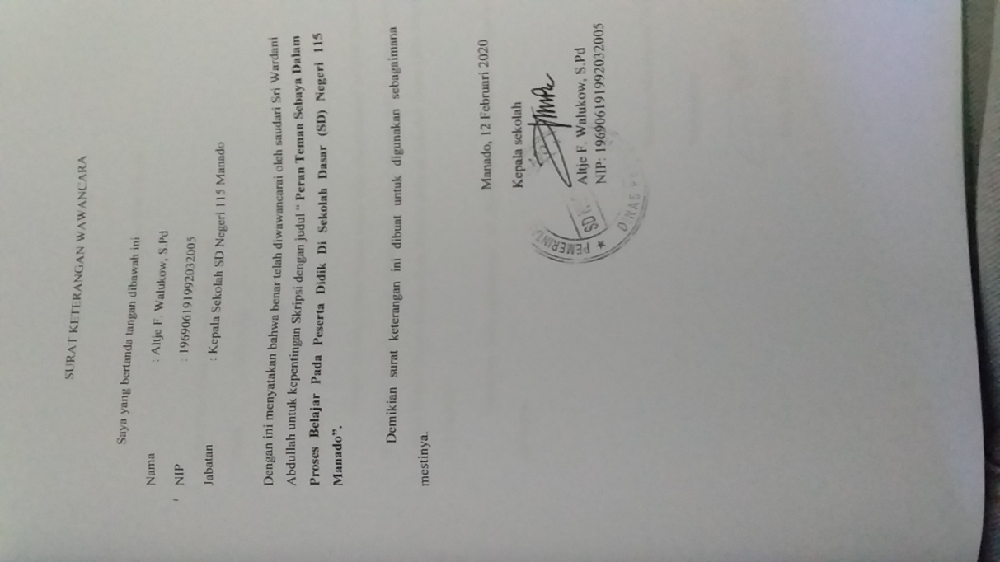 SURAT KETERANGAN WAWANCARA
Saya yang bertanda tangan dibawah ini
Nama : Altje F. Walukow, S.Pd
NIP : 196906191992032005
Jabatan : Kepala Sekolah SD Negeri 115 Manado
Dengan ini menyatakan bahwa benar telah diwawancarai oleh saudari Sri Wardani
Abdullah untuk kepentingan Skripsi dengan judul “ Peran Teman Sebaya Dalam
Proses Belajar Pada Peserta Didik Di Sekolah Dasar (SD) Negeri 115
Manado”.
Demikian surat keterangan ini dibuat untuk digunakan sebagaimana
mestinya.
Manado, 12 Februari 2020
Kepala sekolah
Altje F. Walukow, S.Pd
NIP: 196906191992032005
SD
DINAS